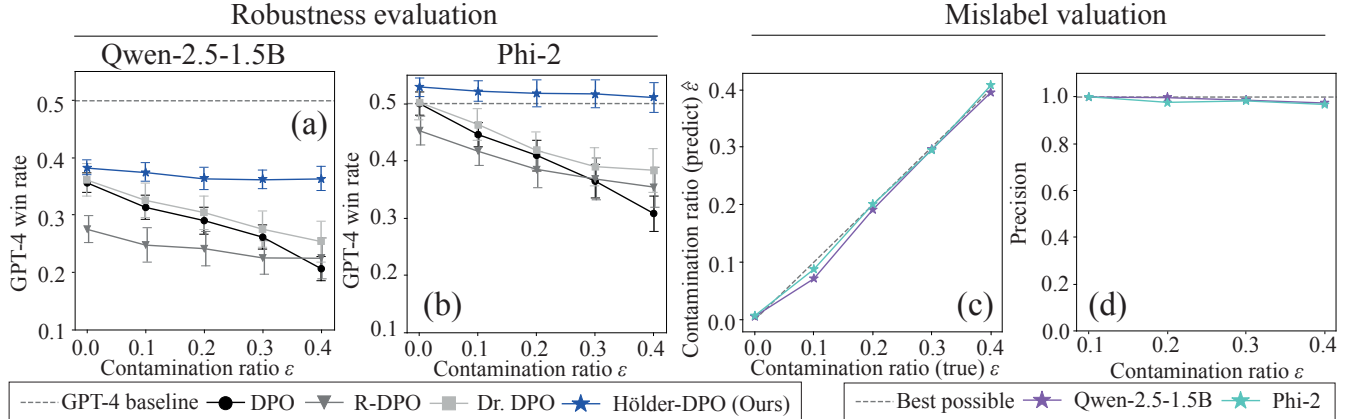 Robustness evaluation
Mislabel valuation
Qwen-2.5-1.5B
Phi-2
GPT-4 win rate
0.5
0.4
0.3
0.2
0.1
(a)
0.0 0.1 0.2 0.3 0.4
Contamination ratio ε
GPT-4 win rate
0.5
0.4
0.3
0.2
0.1
(b)
0.0 0.1 0.2 0.3 0.4
Contamination ratio ε
Contamination ratio (predict) ε̂
0.4
0.3
0.2
0.1
0.0
(c)
0.0 0.1 0.2 0.3 0.4
Contamination ratio (true) ε
Precision
1.0
0.8
0.6
0.4
0.2
0.0
(d)
0.1 0.2 0.3 0.4
Contamination ratio ε
GPT-4 baseline DPO R-DPO Dr. DPO Hölder-DPO (Ours)
Best possible Qwen-2.5-1.5B Phi-2